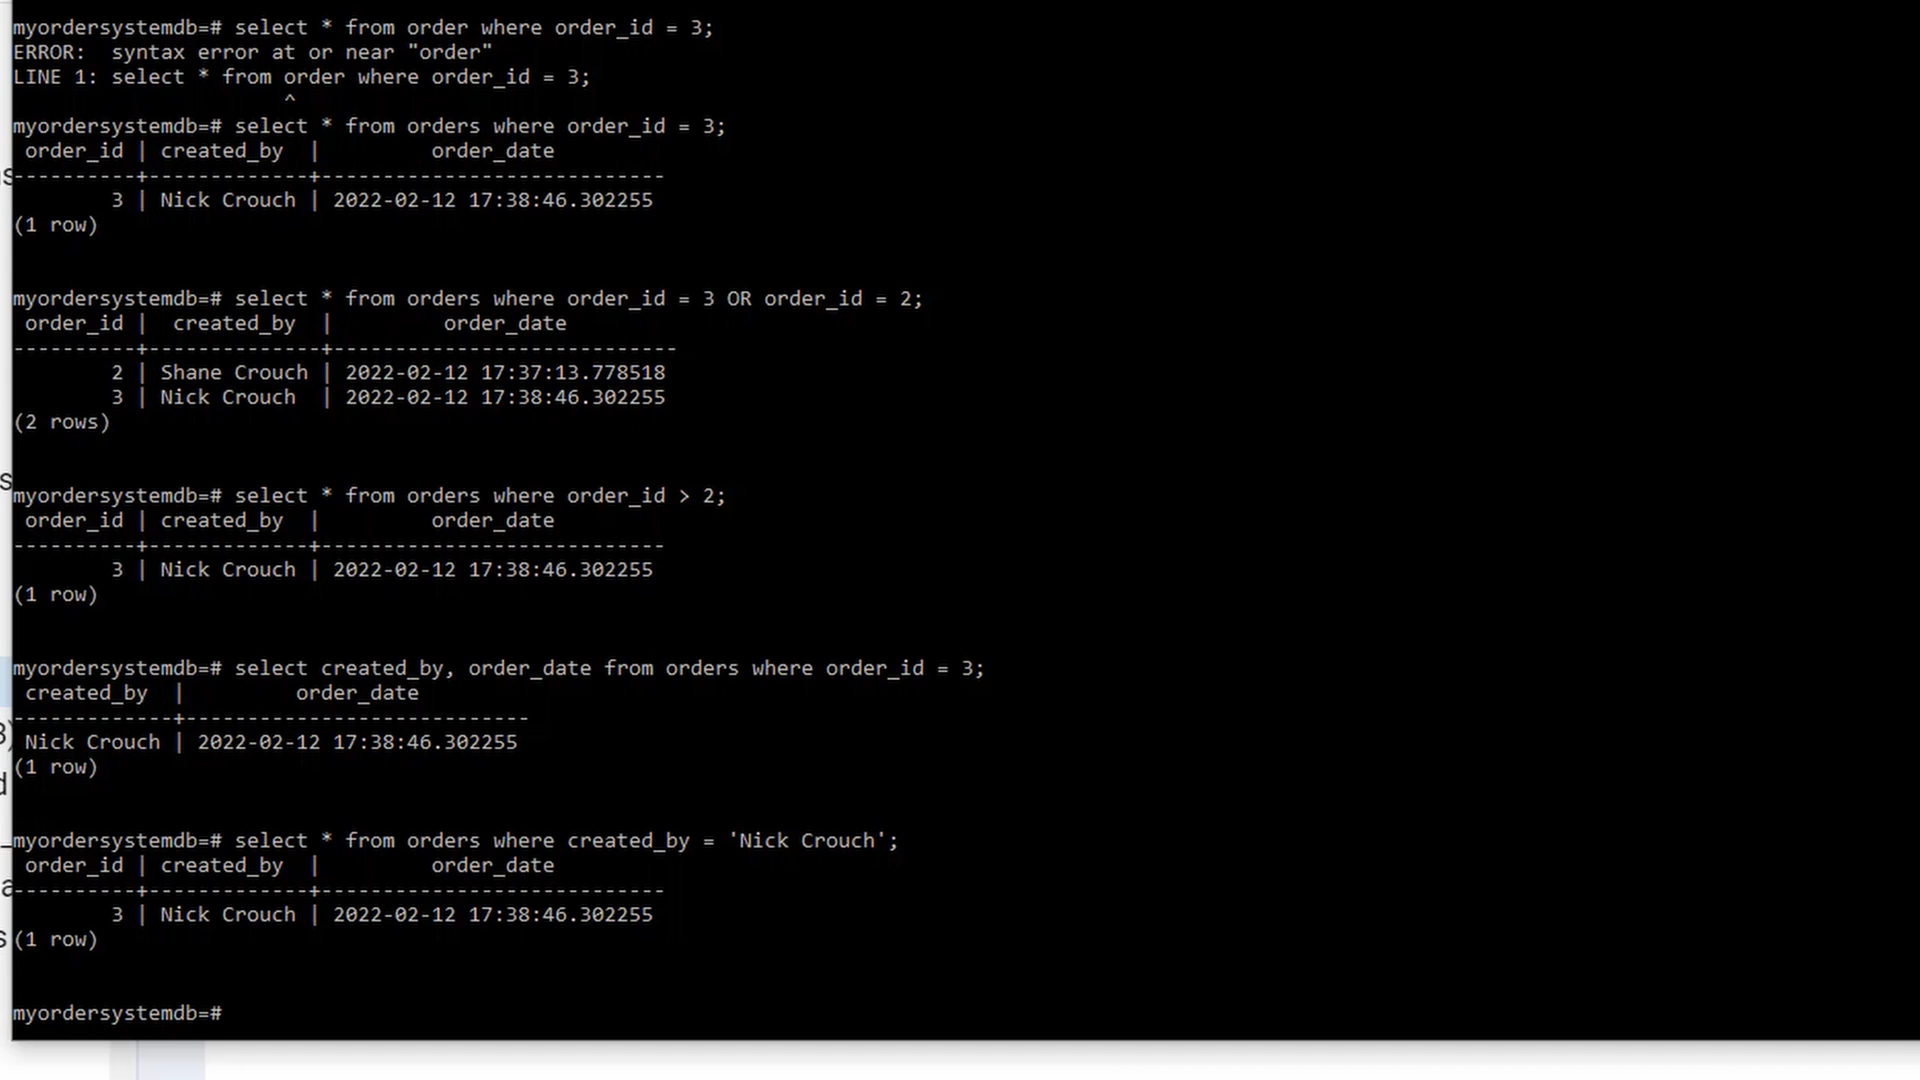 myordersystemdb=# select * from order where order_id = 3;
ERROR:  syntax error at or near "order"
LINE 1: select * from order where order_id = 3;
                      ^
myordersystemdb=# select * from orders where order_id = 3;
 order_id | created_by  |         order_date
----------+-------------+----------------------------
        3 | Nick Crouch | 2022-02-12 17:38:46.302255
(1 row)
myordersystemdb=# select * from orders where order_id = 3 OR order_id = 2;
 order_id |  created_by  |         order_date
----------+--------------+----------------------------
        2 | Shane Crouch | 2022-02-12 17:37:13.778518
        3 | Nick Crouch  | 2022-02-12 17:38:46.302255
(2 rows)
myordersystemdb=# select * from orders where order_id > 2;
 order_id | created_by  |         order_date
----------+-------------+----------------------------
        3 | Nick Crouch | 2022-02-12 17:38:46.302255
(1 row)
myordersystemdb=# select created_by, order_date from orders where order_id = 3;
 created_by  |         order_date
-------------+----------------------------
 Nick Crouch | 2022-02-12 17:38:46.302255
(1 row)
myordersystemdb=# select * from orders where created_by = 'Nick Crouch';
 order_id | created_by  |         order_date
----------+-------------+----------------------------
        3 | Nick Crouch | 2022-02-12 17:38:46.302255
(1 row)
myordersystemdb=#